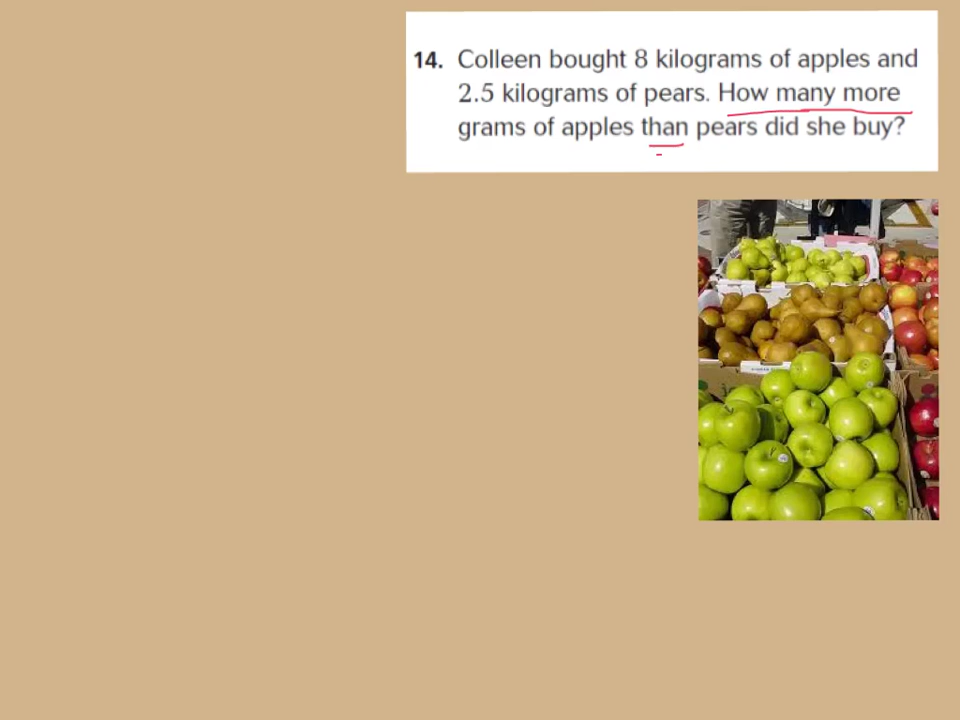 14. Colleen bought 8 kilograms of apples and
2.5 kilograms of pears. How many more
grams of apples than pears did she buy?